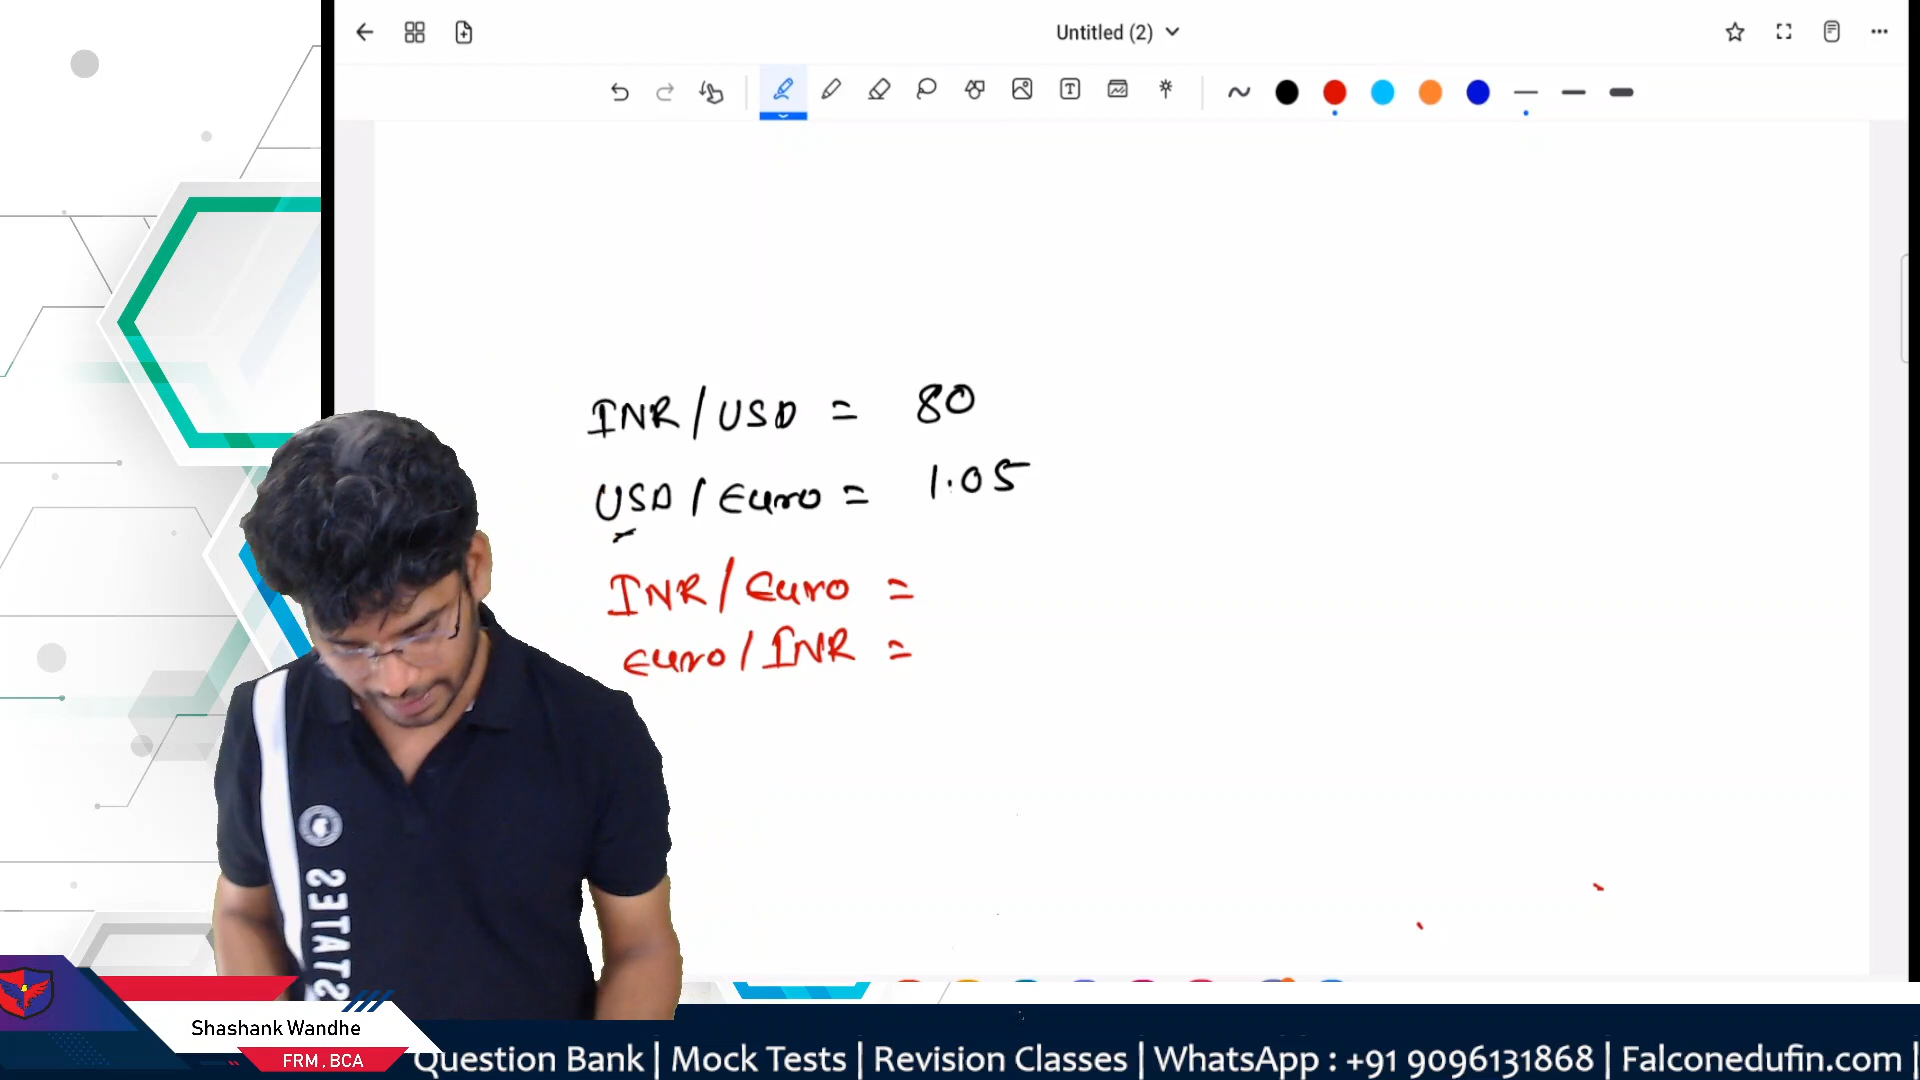 Untitled (2)
INR/USD = 80
USD/Euro = 1.05
INR/Euro =
Euro/INR =
STATES
Shashank Wandhe
FRM, BCA
Question Bank | Mock Tests | Revision Classes | WhatsApp : +91 9096131868 | Falconedufin.com |